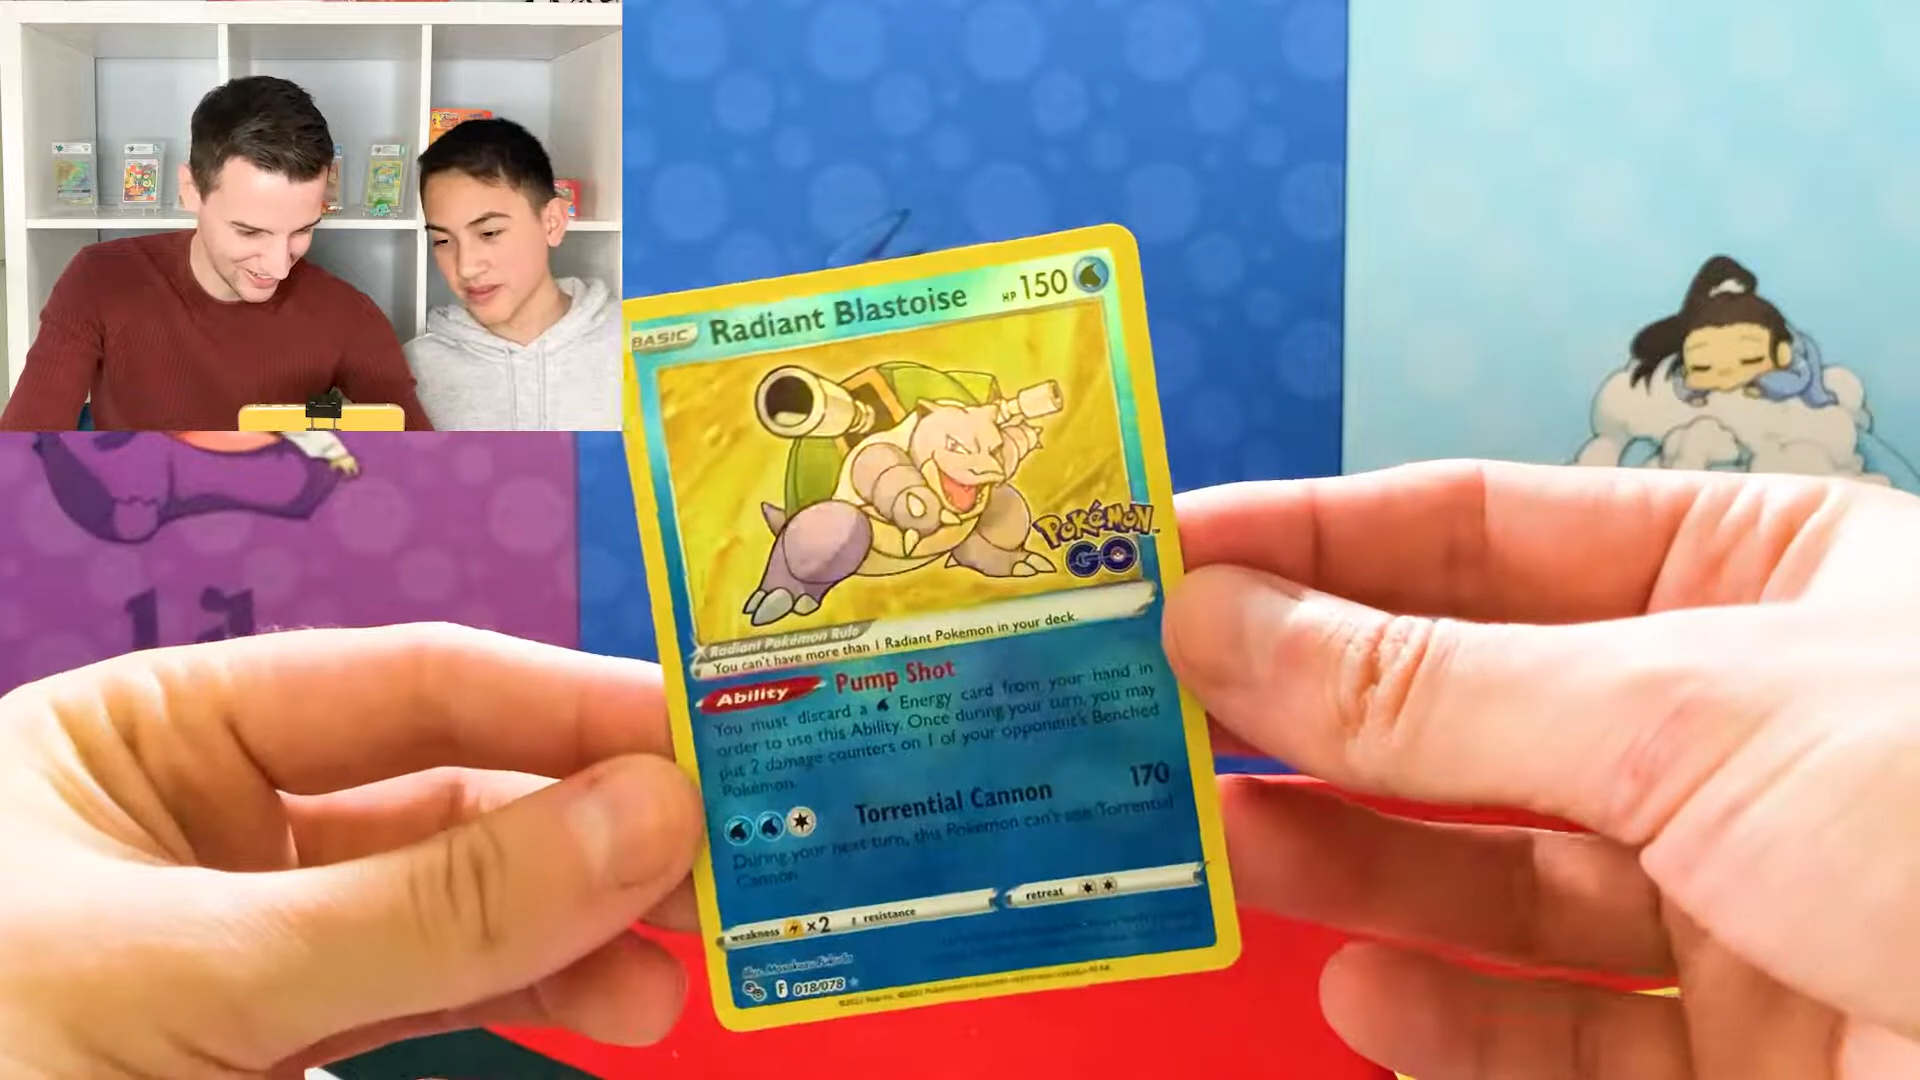 BASIC Radiant Blastoise HP 150
POKéMON
GO
Radiant Pokémon Rule
You can't have more than 1 Radiant Pokémon in your deck.
Ability Pump Shot
You must discard a Energy card from your hand in
order to use this Ability. Once during your turn, you may
put 2 damage counters on 1 of your opponent's Benched
Pokémon.
Torrential Cannon 170
During your next turn, this Pokémon can't use Torrential
Cannon.
weakness ×2 resistance retreat
F 018/078